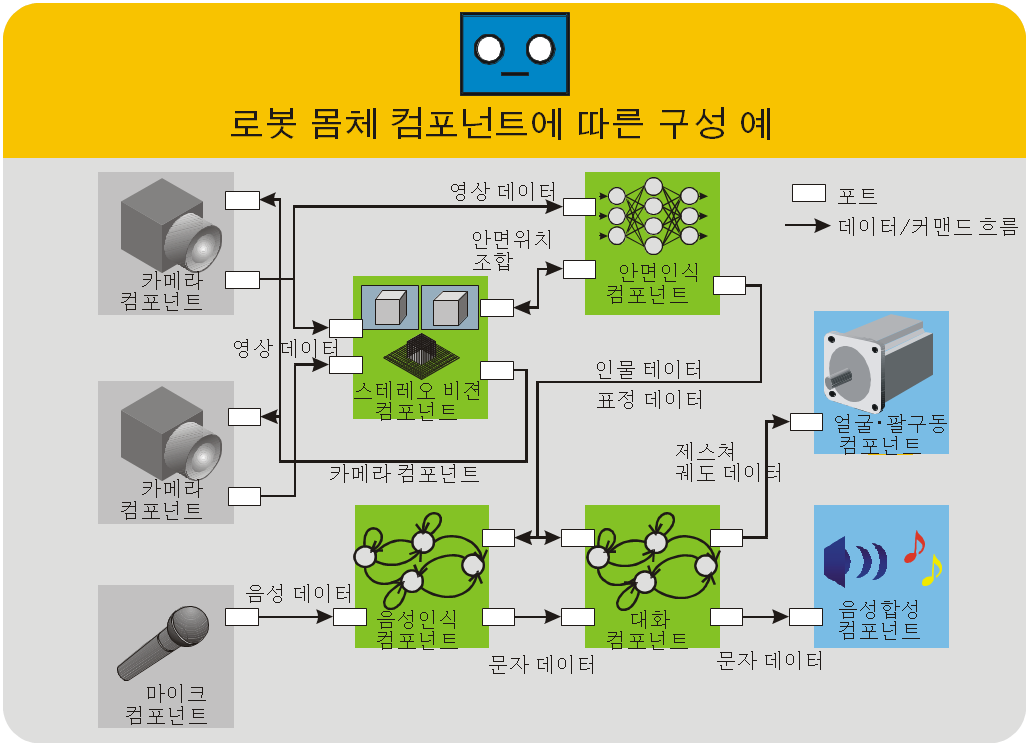 로봇 몸체 컴포넌트에 따른 구성 예
영상 데이터
포트
데이터/커맨드 흐름
안면위치
조합
카메라
컴포넌트
안면인식
컴포넌트
영상 데이터
스테레오 비젼
컴포넌트
인물 데이터
표정 데이터
얼굴·팔구동
컴포넌트
제스쳐
궤도 데이터
카메라 컴포넌트
카메라
컴포넌트
음성 데이터
음성인식
컴포넌트
대화
컴포넌트
음성합성
컴포넌트
문자 데이터
문자 데이터
마이크
컴포넌트